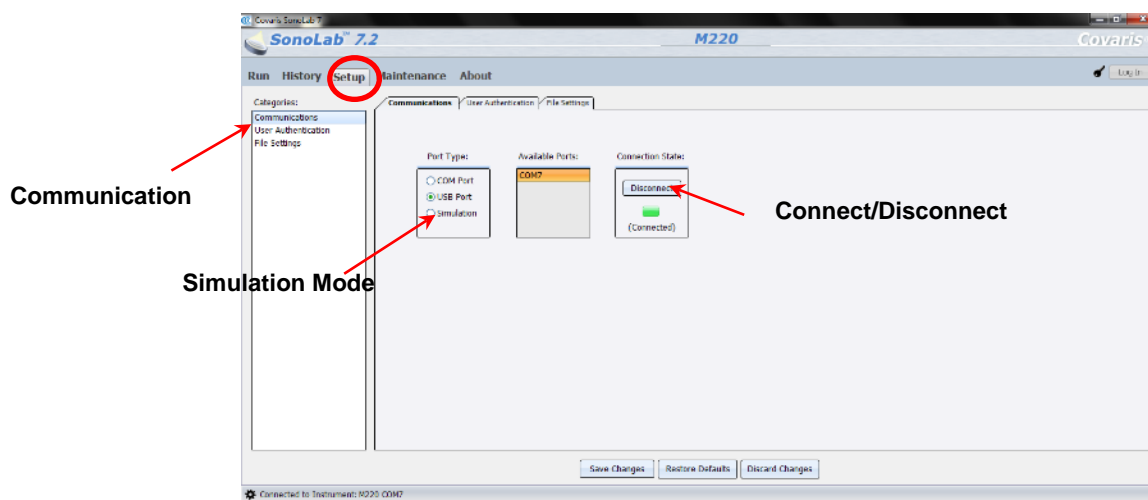 Covaris SonoLab 7
SonoLab™ 7.2 M220 Covaris
Run History Setup Maintenance About Log In
Categories:
Communications
User Authentication
File Settings
Communications User Authentication File Settings
Port Type: Available Ports: Connection State:
COM Port
USB Port
Simulation
COM7
Disconnect
(Connected)
Communication
Connect/Disconnect
Simulation Mode
Save Changes Restore Defaults Discard Changes
Connected to Instrument: M220 COM7